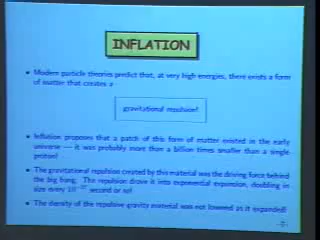 INFLATION
• Modern particle theories predict that, at very high energies, there exists a form
of matter that creates a
gravitational repulsion!
• Inflation proposes that a patch of this form of matter existed in the early
universe — it was probably more than a billion times smaller than a single
proton!
• The gravitational repulsion created by this material was the driving force behind
the big bang. The repulsion drove it into exponential expansion, doubling in
size every 10 second or so!
• The density of the repulsive gravity material was not lowered as it expanded!